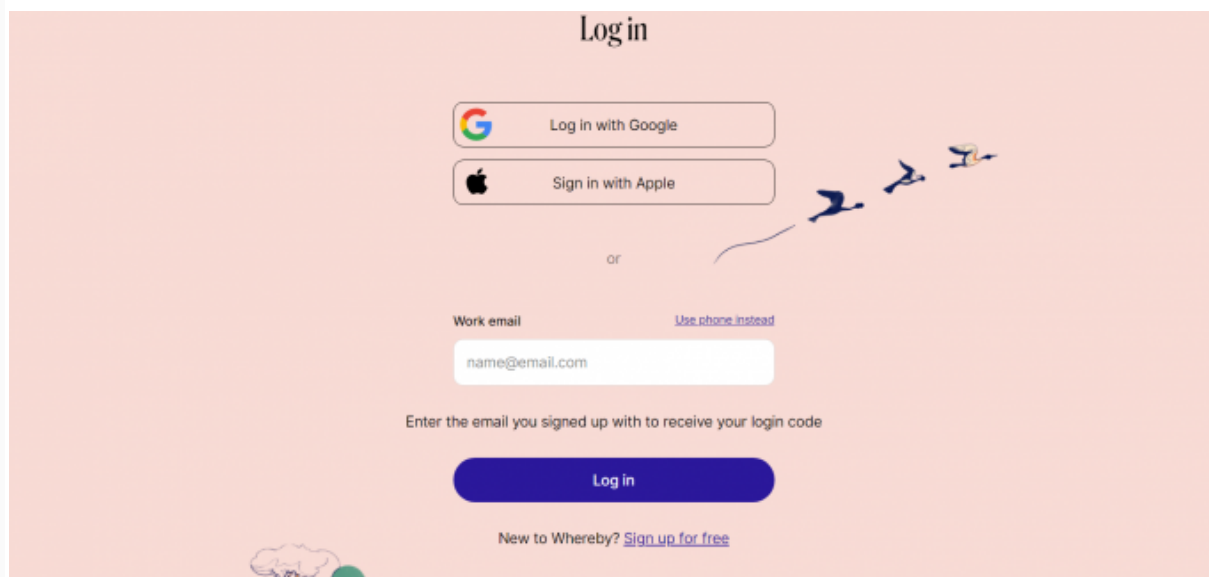 Log in
Log in with Google
Sign in with Apple
or
Work email
Use phone instead
name@email.com
Enter the email you signed up with to receive your login code
Log in
New to Whereby? Sign up for free